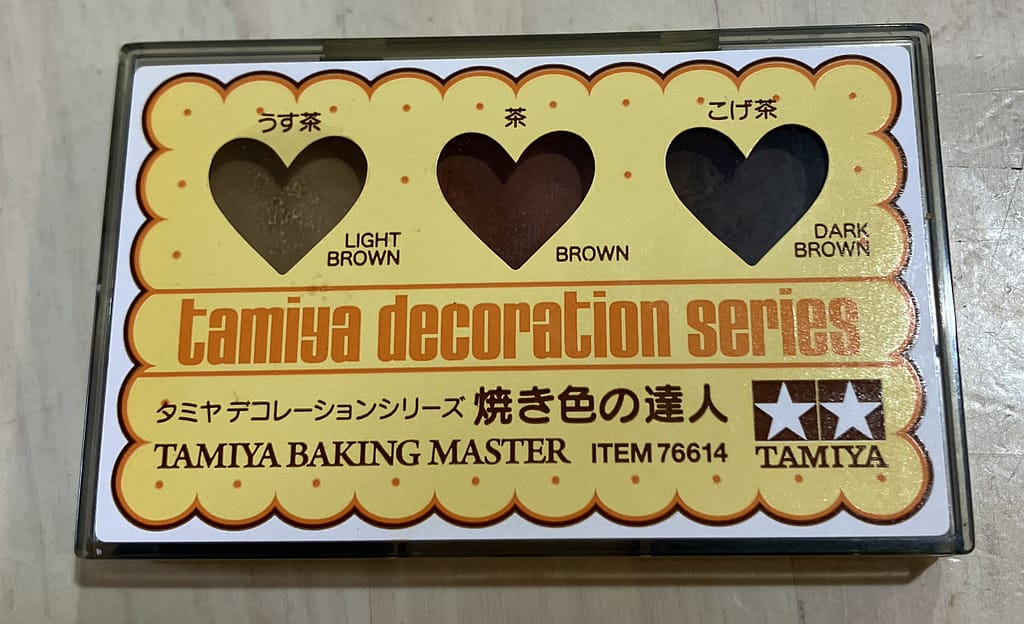 うす茶
茶
こげ茶
LIGHT
BROWN
BROWN
DARK
BROWN
tamiya decoration series
タミヤ デコレーションシリーズ 焼き色の達人
TAMIYA BAKING MASTER ITEM 76614
TAMIYA